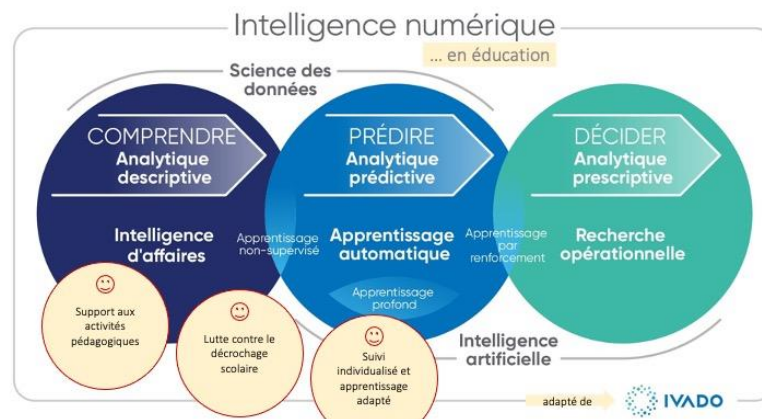 Intelligence numérique
... en éducation
Science des
données
COMPRENDRE
Analytique
descriptive
PRÉDIRE
Analytique
prédictive
DÉCIDER
Analytique
prescriptive
Intelligence
d'affaires
Apprentissage
non-supervisé
Apprentissage
automatique
Apprentissage
par
renforcement
Recherche
opérationnelle
Apprentissage
profond
Support aux
activités
pédagogiques
Lutte contre le
décrochage
scolaire
Suivi
individualisé et
apprentissage
adapté
Intelligence
artificielle
adapté de
IVADO